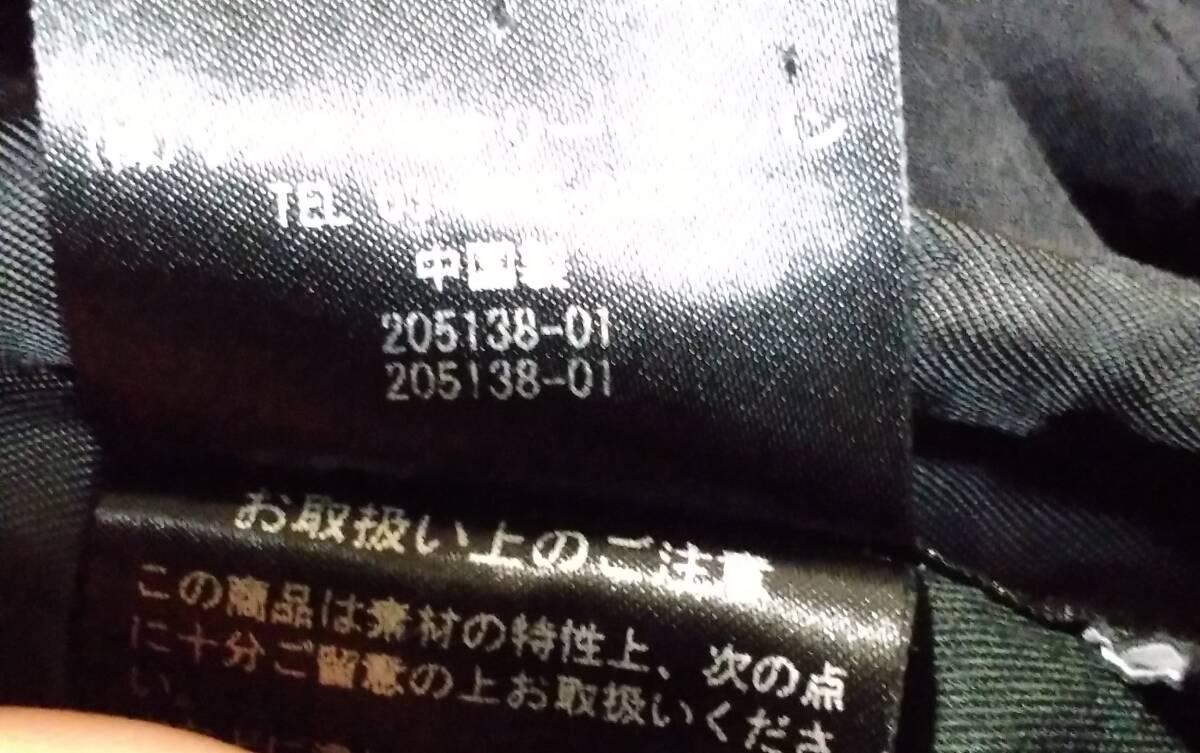 TEL
中国製
205138-01
205138-01
お取扱い上のご注意
この商品は素材の特性上、次の点
に十分ご留意の上お取扱いくださ
い。